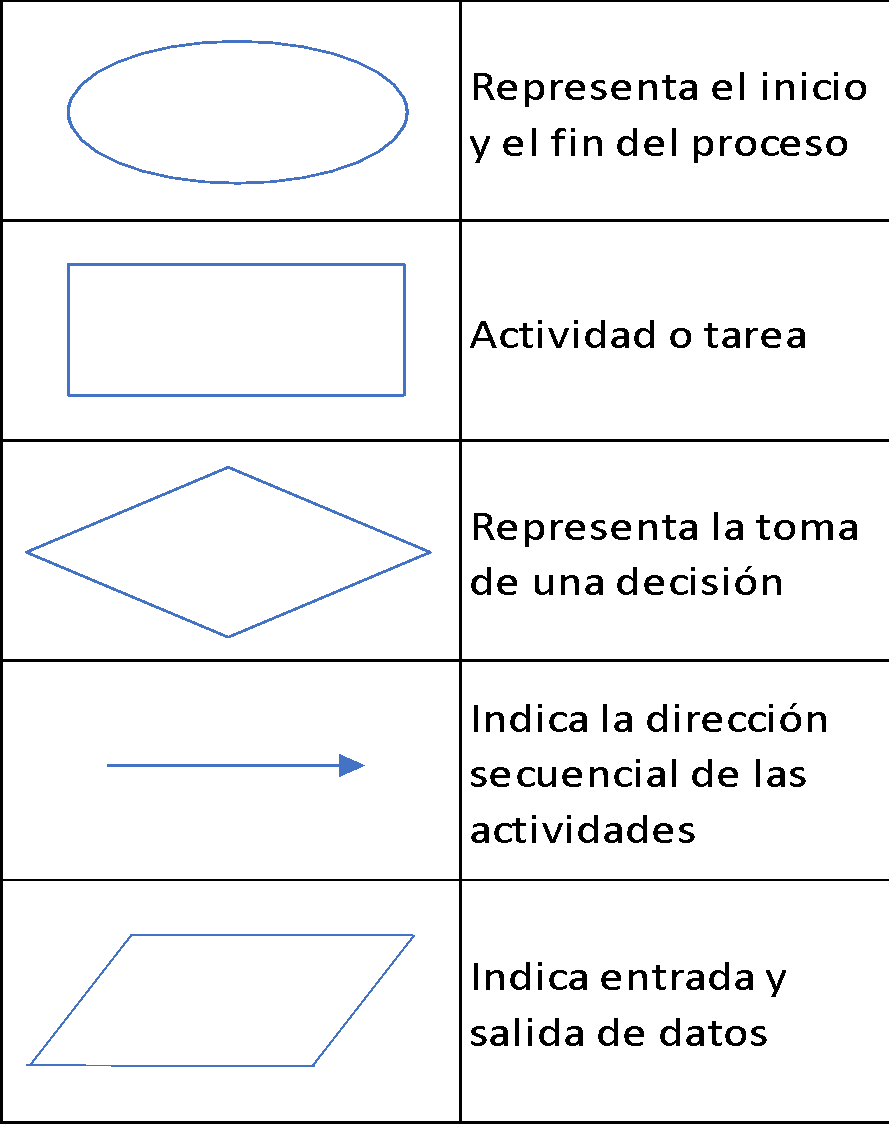 Representa el inicio
y el fin del proceso
Actividad o tarea
Representa la toma
de una decisión
Indica la dirección
secuencial de las
actividades
Indica entrada y
salida de datos